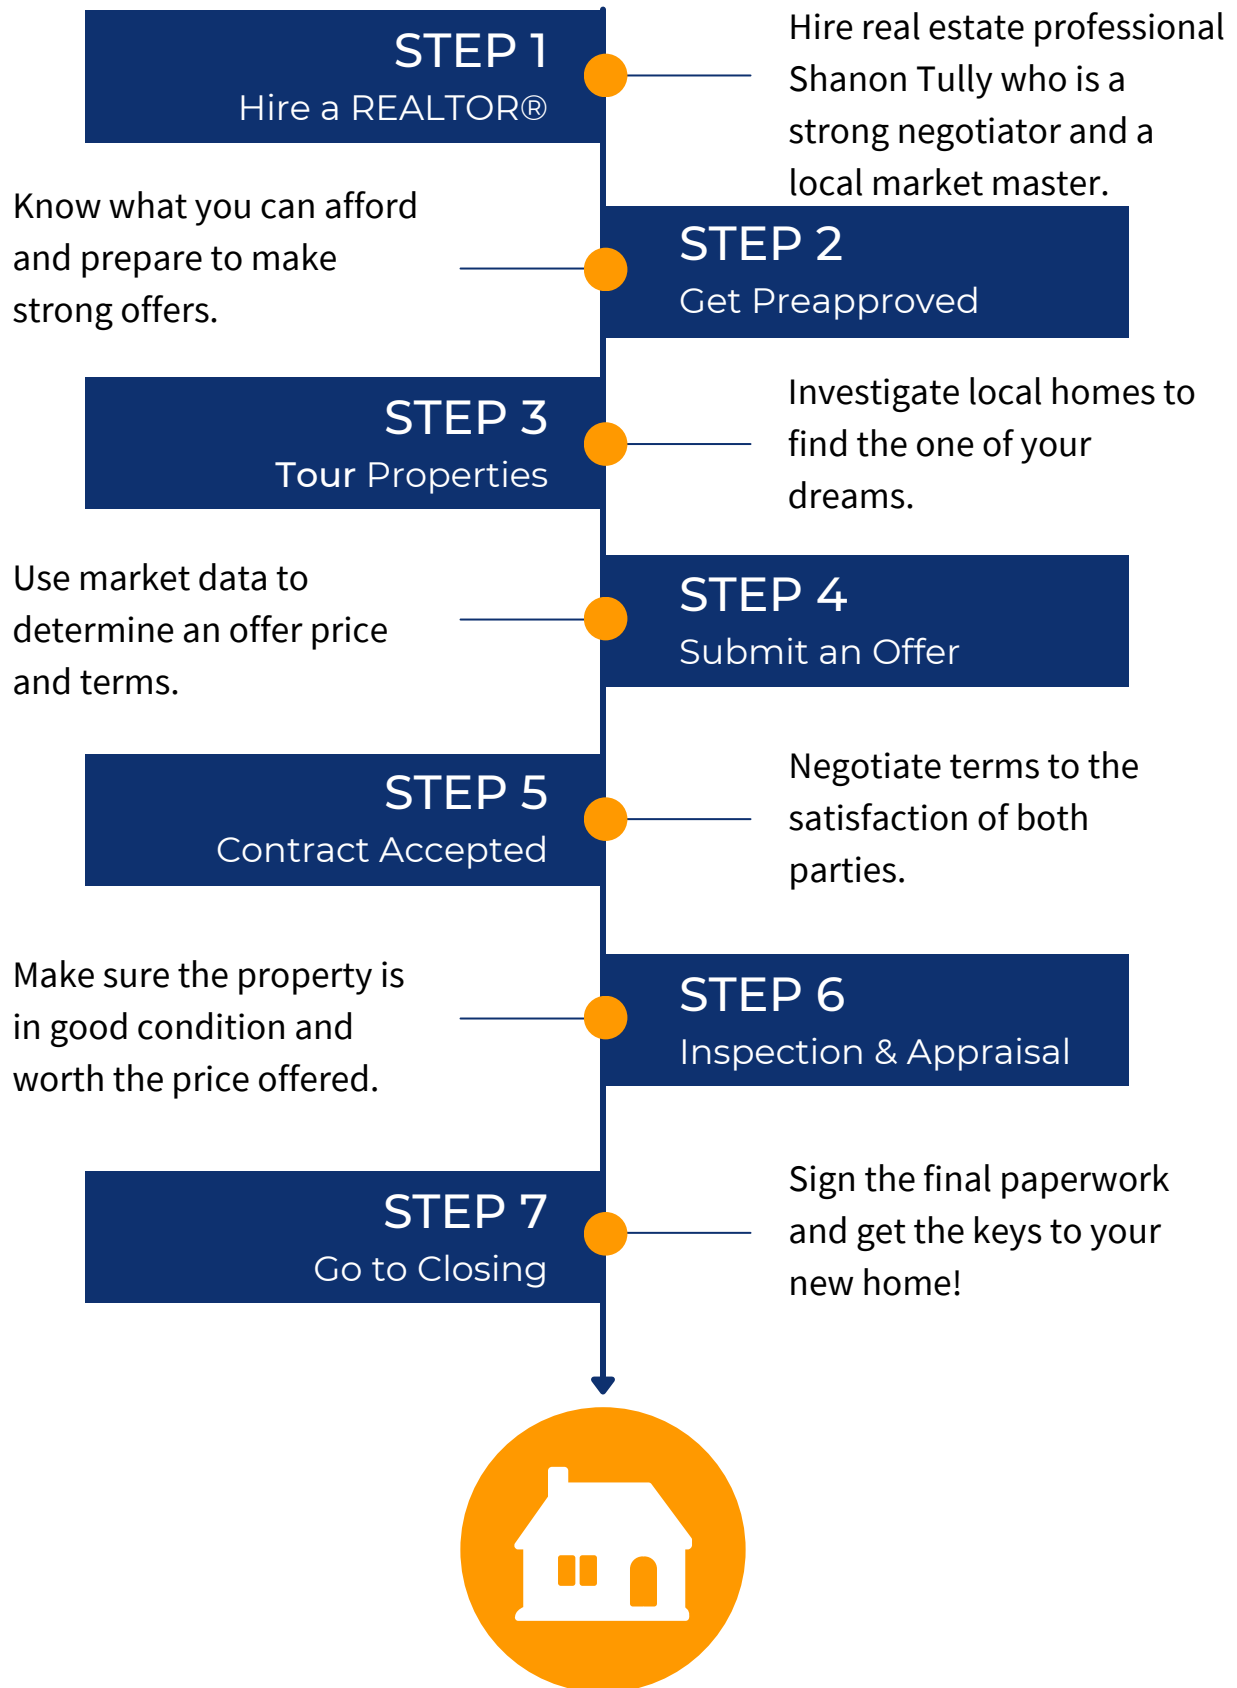 STEP 1
Hire a REALTOR®
Hire real estate professional
Shanon Tully who is a
strong negotiator and a
local market master.
STEP 2
Get Preapproved
Know what you can afford
and prepare to make
strong offers.
STEP 3
Tour Properties
Investigate local homes to
find the one of your
dreams.
STEP 4
Submit an Offer
Use market data to
determine an offer price
and terms.
STEP 5
Contract Accepted
Negotiate terms to the
satisfaction of both
parties.
STEP 6
Inspection & Appraisal
Make sure the property is
in good condition and
worth the price offered.
STEP 7
Go to Closing
Sign the final paperwork
and get the keys to your
new home!